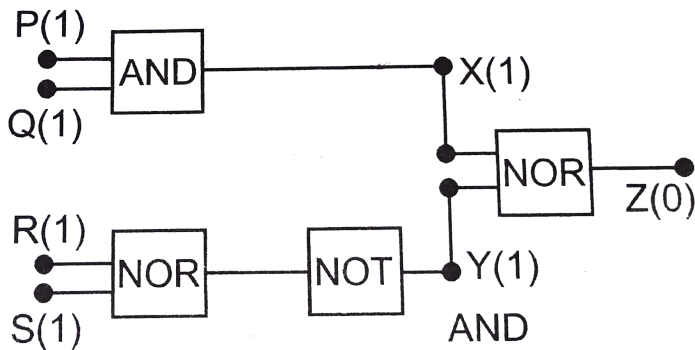 P(1)
AND
X(1)
Q(1)
NOR
Z(0)
R(1)
NOR
NOT
Y(1)
S(1)
AND